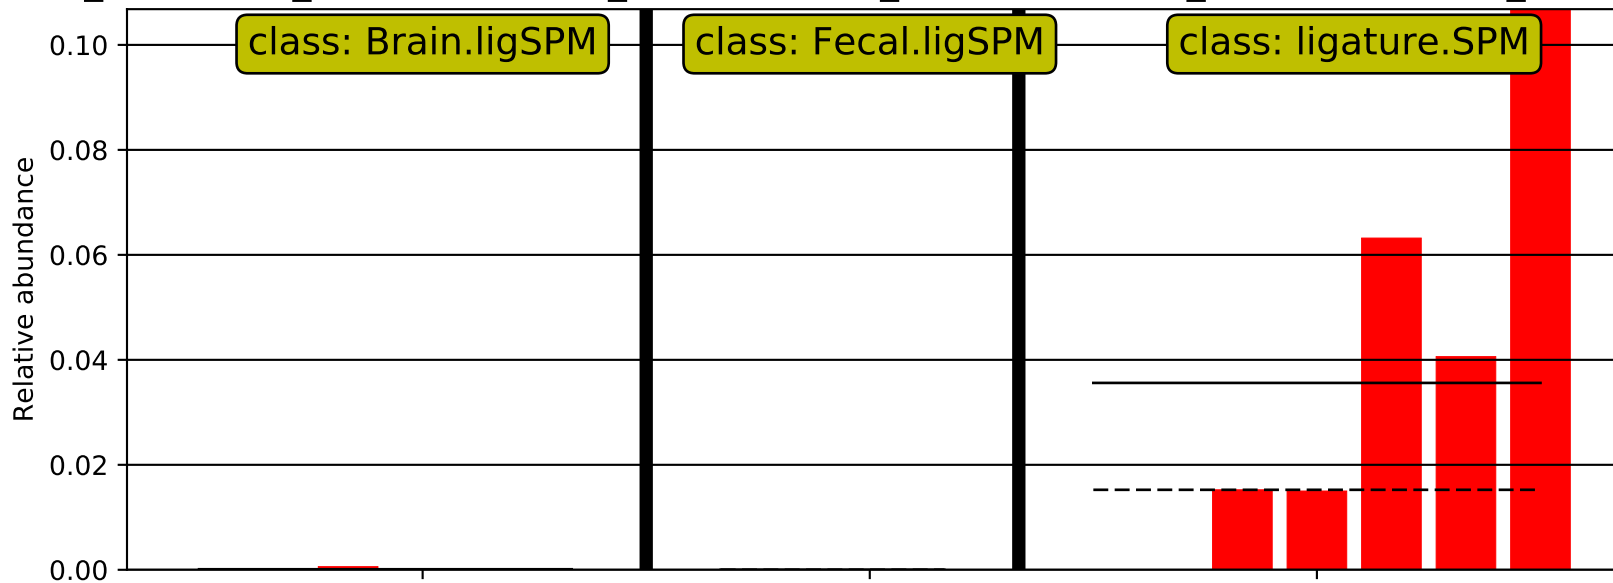 class: Brain.ligSPM
class: Fecal.ligSPM
class: ligature.SPM
0.10
0.08
0.06
0.04
0.02
0.00
Relative abundance